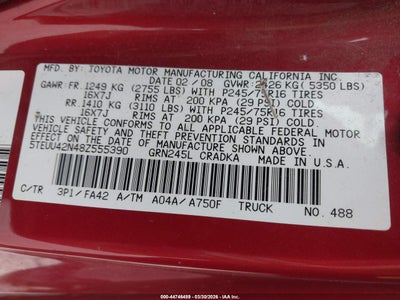 MFD. BY: TOYOTA MOTOR MANUFACTURING CALIFORNIA INC.
DATE 02 / 08 GVWR 2426 KG ( 5350 LBS)
GAWR: FR. 1249 KG (2755 LBS) WITH P245/75R16 TIRES
16X7J RIMS AT 200 KPA (29 PSI) COLD
RR. 1410 KG (3110 LBS) WITH P245/75R16 TIRES
16X7J RIMS AT 200 KPA (29 PSI) COLD
THIS VEHICLE CONFORMS TO ALL APPLICABLE FEDERAL MOTOR
VEHICLE SAFETY STANDARDS IN EFFECT ON THE DATE OF
MANUFACTURE SHOWN ABOVE.
5TEUU42N48Z555390 GRN245L CRADKA MADE IN U.S.A.
C/TR 3P1/FA42 A/TM A04A/A750F TRUCK NO. 488
000-44746489 | 03/30/2026 | IAA Inc.